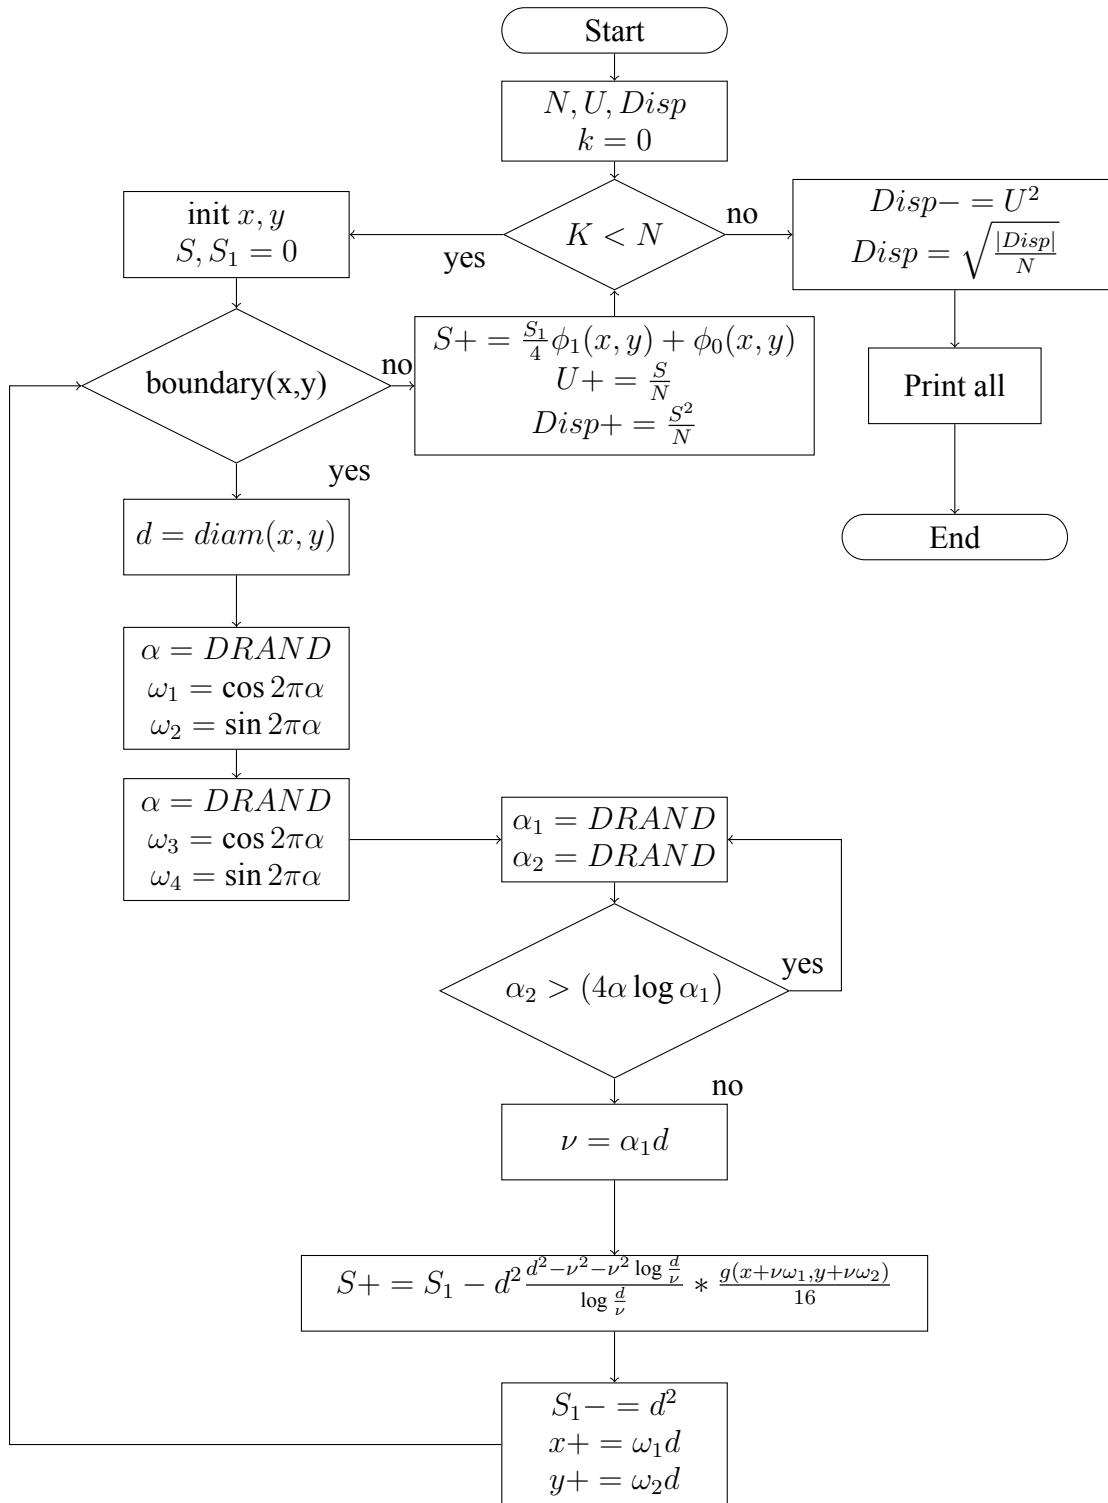 Start
N, U, Disp
k = 0
K < N
yes
no
init x, y
S, S₁ = 0
Disp− = U²
Disp = √(|Disp|/N)
Print all
End
boundary(x,y)
no
yes
S+ = S₁/4 ϕ₁(x, y) + ϕ₀(x, y)
U+ = S/N
Disp+ = S²/N
d = diam(x, y)
α = DRAND
ω₁ = cos 2πα
ω₂ = sin 2πα
α = DRAND
ω₃ = cos 2πα
ω₄ = sin 2πα
α₁ = DRAND
α₂ = DRAND
α₂ > (4α log α₁)
yes
no
ν = α₁d
S+ = S₁ − d² (d²−ν²−ν² log d/ν)/(log d/ν) ∗ g(x+νω₁,y+νω₂)/16
S₁− = d²
x+ = ω₁d
y+ = ω₂d